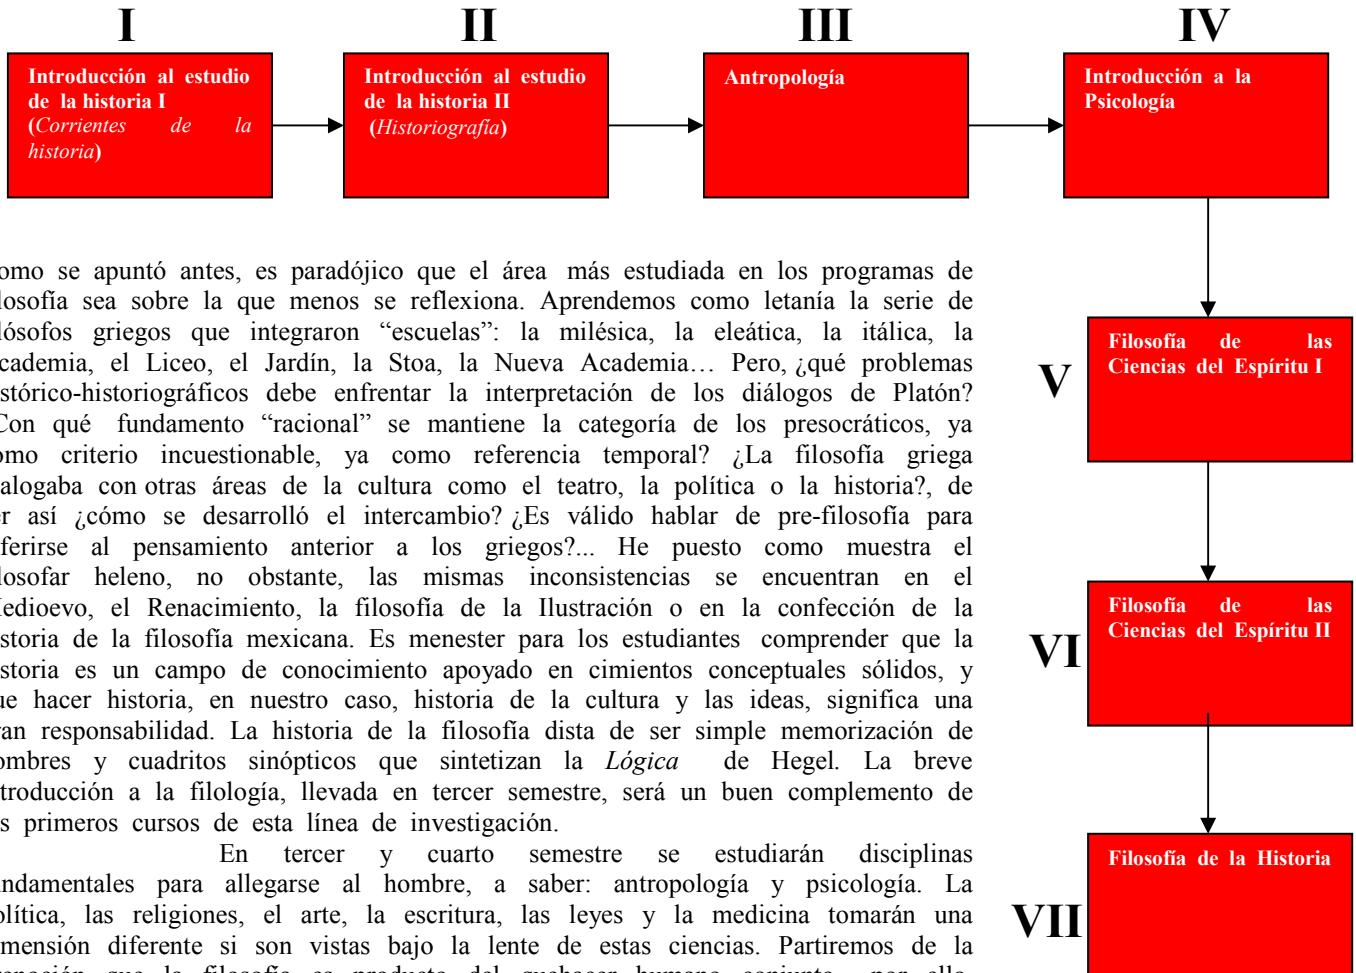 I
II
III
IV
Introducción al estudio
de la historia I
(Corrientes de la
historia)
Introducción al estudio
de la historia II
(Historiografía)
Antropología
Introducción a la
Psicología
omo se apuntó antes, es paradójico que el área más estudiada en los programas de
losofía sea sobre la que menos se reflexiona. Aprendemos como letanía la serie de
lósofos griegos que integraron “escuelas”: la milésica, la eleática, la itálica, la
cademia, el Liceo, el Jardín, la Stoa, la Nueva Academia… Pero, ¿qué problemas
stórico-historiográficos debe enfrentar la interpretación de los diálogos de Platón?
Con qué fundamento “racional” se mantiene la categoría de los presocráticos, ya
omo criterio incuestionable, ya como referencia temporal? ¿La filosofía griega
alogaba con otras áreas de la cultura como el teatro, la política o la historia?, de
er así ¿cómo se desarrolló el intercambio? ¿Es válido hablar de pre-filosofía para
ferirse al pensamiento anterior a los griegos?... He puesto como muestra el
losofar heleno, no obstante, las mismas inconsistencias se encuentran en el
Medioevo, el Renacimiento, la filosofía de la Ilustración o en la confección de la
storia de la filosofía mexicana. Es menester para los estudiantes comprender que la
storia es un campo de conocimiento apoyado en cimientos conceptuales sólidos, y
ue hacer historia, en nuestro caso, historia de la cultura y las ideas, significa una
ran responsabilidad. La historia de la filosofía dista de ser simple memorización de
ombres y cuadritos sinópticos que sintetizan la Lógica de Hegel. La breve
troducción a la filología, llevada en tercer semestre, será un buen complemento de
s primeros cursos de esta línea de investigación.
En tercer y cuarto semestre se estudiarán disciplinas
ndamentales para allegarse al hombre, a saber: antropología y psicología. La
olítica, las religiones, el arte, la escritura, las leyes y la medicina tomarán una
mensión diferente si son vistas bajo la lente de estas ciencias. Partiremos de la
enoción que la filosofía es producto del quehacer humano conjunto por ello
V
Filosofía de las
Ciencias del Espíritu I
VI
Filosofía de las
Ciencias del Espíritu II
VII
Filosofía de la Historia